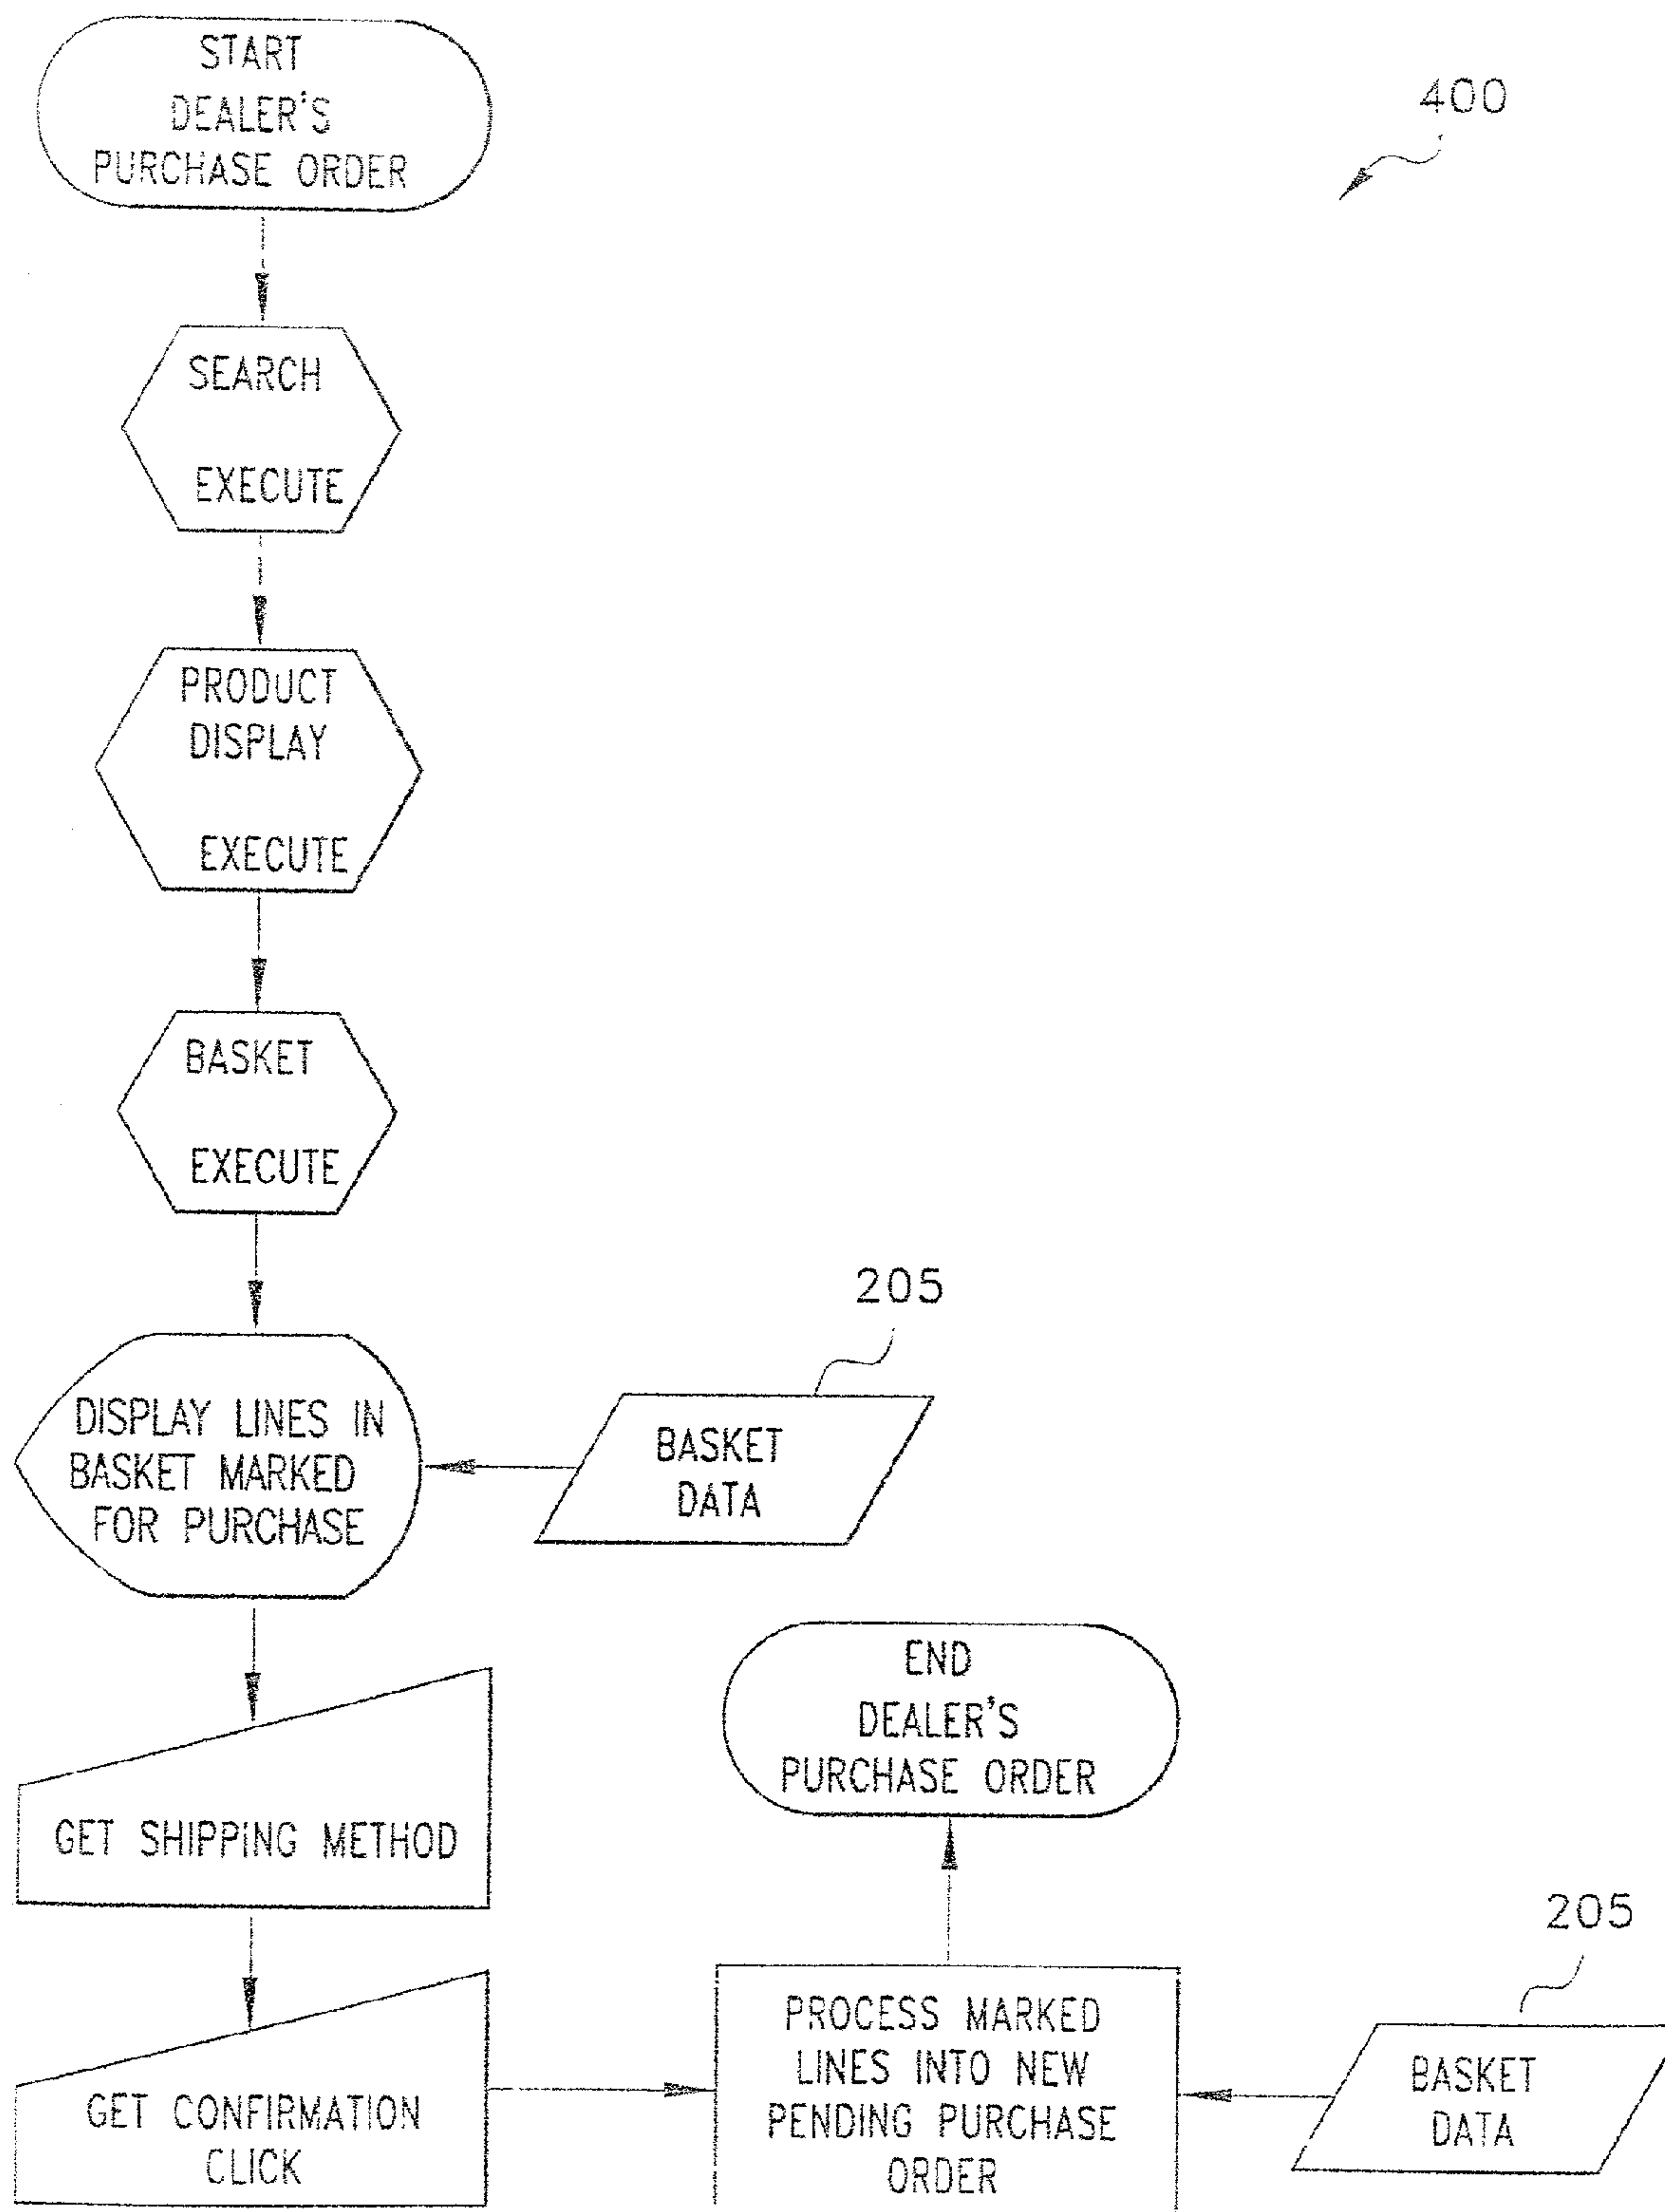 START
DEALER'S
PURCHASE ORDER
400
SEARCH
EXECUTE
PRODUCT
DISPLAY
EXECUTE
BASKET
EXECUTE
205
DISPLAY LINES IN
BASKET MARKED
FOR PURCHASE
BASKET
DATA
END
DEALER'S
PURCHASE ORDER
GET SHIPPING METHOD
205
GET CONFIRMATION
CLICK
PROCESS MARKED
LINES INTO NEW
PENDING PURCHASE
ORDER
BASKET
DATA